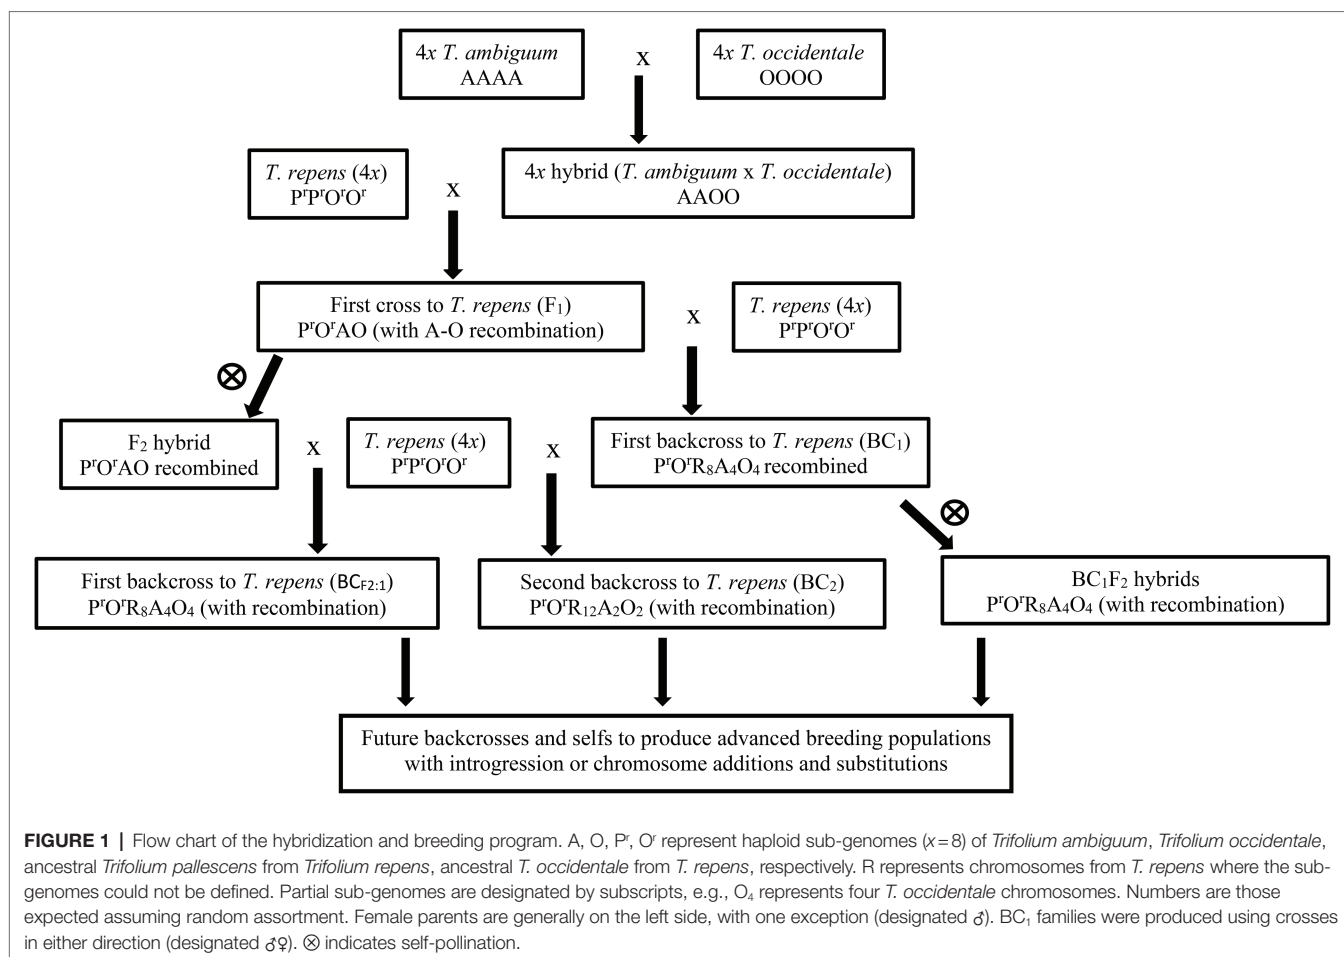 4x T. ambiguum
AAAA
x
4x T. occidentale
OOOO
T. repens (4x)
PʳPʳOʳOʳ
x
4x hybrid (T. ambiguum x T. occidentale)
AAOO
First cross to T. repens (F₁)
PʳOʳAO (with A-O recombination)
x
T. repens (4x)
PʳPʳOʳOʳ
⊗
F₂ hybrid
PʳOʳAO recombined
x
T. repens (4x)
PʳPʳOʳOʳ
x
First backcross to T. repens (BC₁)
PʳOʳR₈A₄O₄ recombined
⊗
First backcross to T. repens (BC_F2:1)
PʳOʳR₈A₄O₄ (with recombination)
Second backcross to T. repens (BC₂)
PʳOʳR₁₂A₂O₂ (with recombination)
BC₁F₂ hybrids
PʳOʳR₈A₄O₄ (with recombination)
Future backcrosses and selfs to produce advanced breeding populations
with introgression or chromosome additions and substitutions
FIGURE 1 | Flow chart of the hybridization and breeding program. A, O, Pʳ, Oʳ represent haploid sub-genomes (x = 8) of Trifolium ambiguum, Trifolium occidentale,
ancestral Trifolium pallescens from Trifolium repens, ancestral T. occidentale from T. repens, respectively. R represents chromosomes from T. repens where the sub-
genomes could not be defined. Partial sub-genomes are designated by subscripts, e.g., O₄ represents four T. occidentale chromosomes. Numbers are those
expected assuming random assortment. Female parents are generally on the left side, with one exception (designated ♂). BC₁ families were produced using crosses
in either direction (designated ♂♀). ⊗ indicates self-pollination.